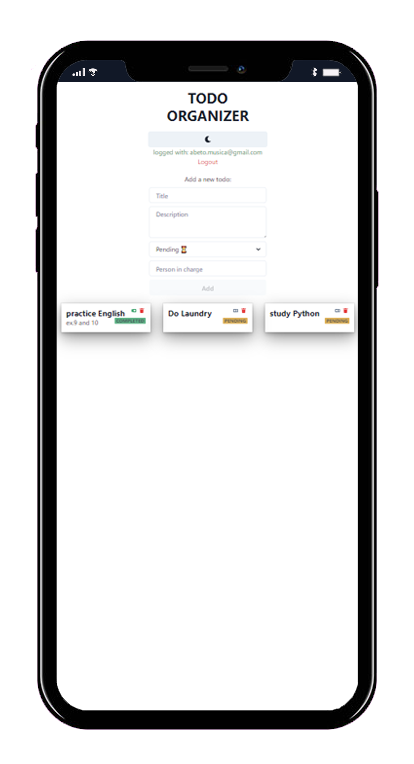 TODO
ORGANIZER
logged with: abeto.musica@gmail.com
Logout
Add a new todo:
Title
Description
Pending ⏳
Person in charge
Add
practice English
ex.9 and 10
COMPLETED
Do Laundry
PENDING
study Python
PENDING